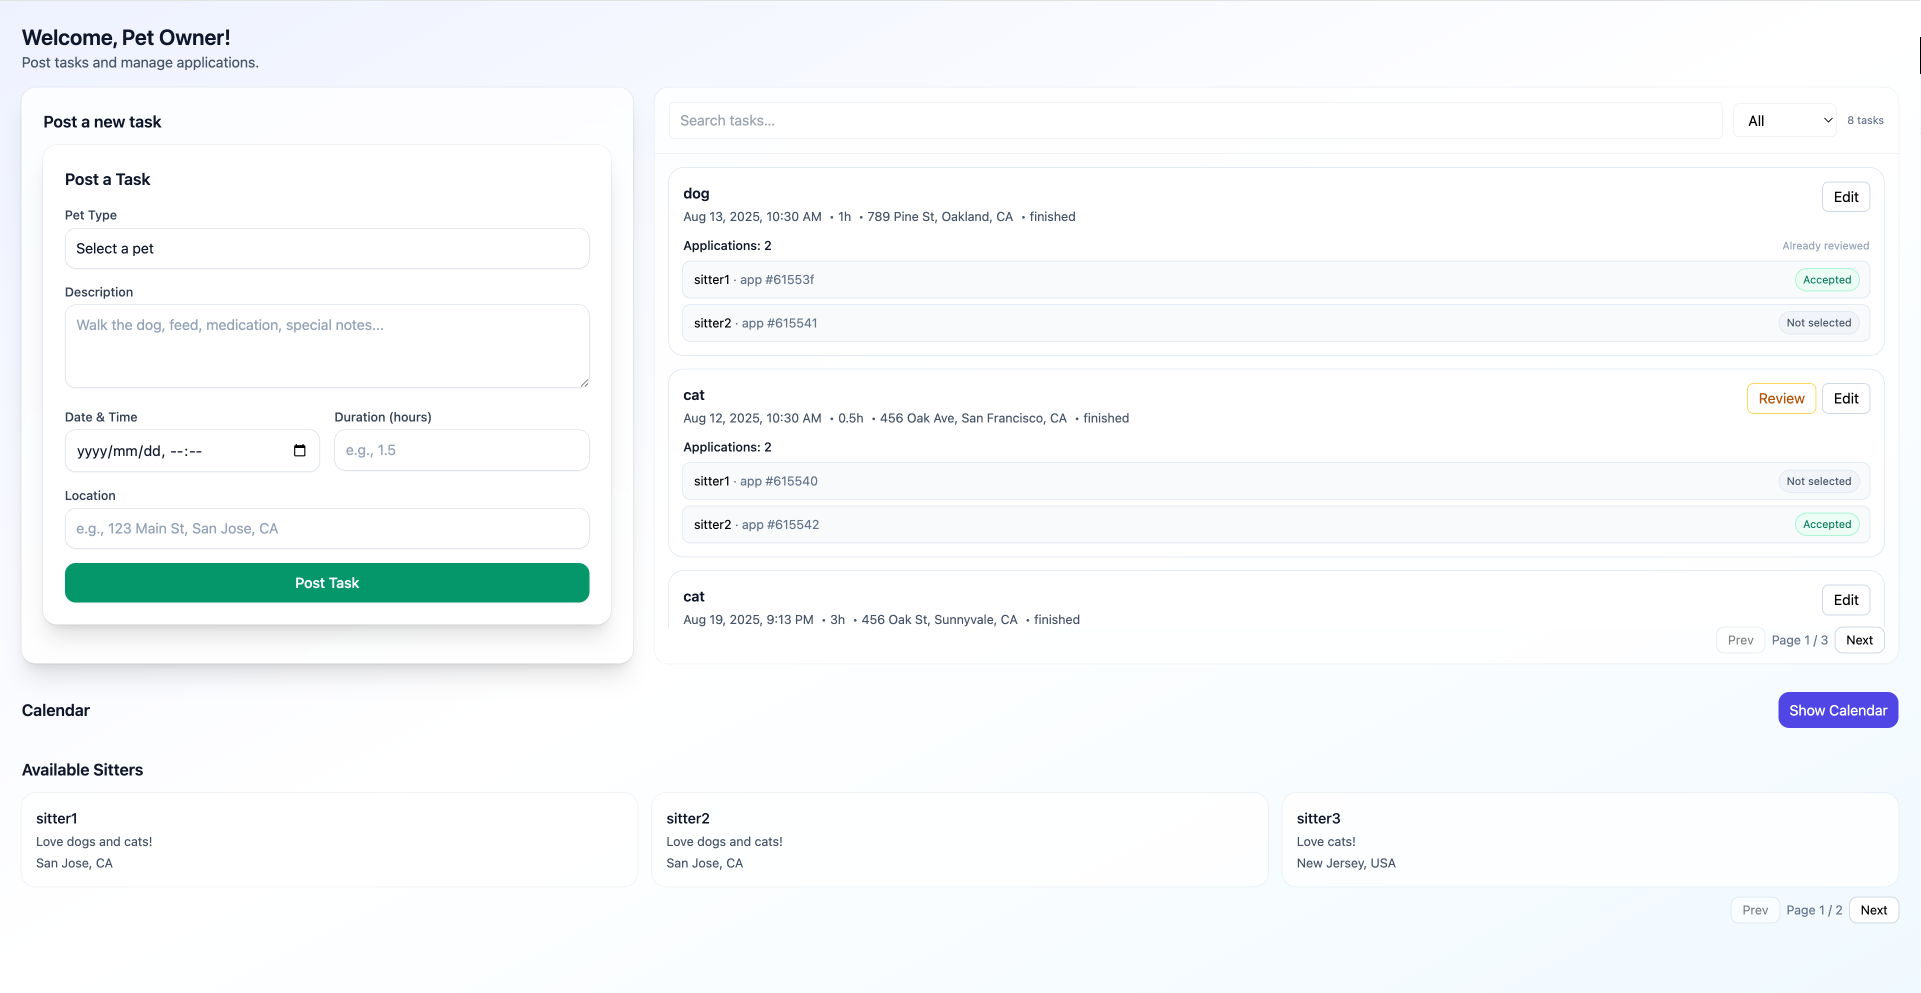 Welcome, Pet Owner!
Post tasks and manage applications.
Post a new task
Post a Task
Pet Type
Select a pet
Description
Walk the dog, feed, medication, special notes...
Date & Time
Duration (hours)
yyyy/mm/dd, --:--
e.g., 1.5
Location
e.g., 123 Main St, San Jose, CA
Post Task
Search tasks...
All
8 tasks
dog
Edit
Aug 13, 2025, 10:30 AM • 1h • 789 Pine St, Oakland, CA • finished
Applications: 2
Already reviewed
sitter1 · app #61553f
Accepted
sitter2 · app #615541
Not selected
cat
Review
Edit
Aug 12, 2025, 10:30 AM • 0.5h • 456 Oak Ave, San Francisco, CA • finished
Applications: 2
sitter1 · app #615540
Not selected
sitter2 · app #615542
Accepted
cat
Edit
Aug 19, 2025, 9:13 PM • 3h • 456 Oak St, Sunnyvale, CA • finished
Prev
Page 1 / 3
Next
Calendar
Show Calendar
Available Sitters
sitter1
Love dogs and cats!
San Jose, CA
sitter2
Love dogs and cats!
San Jose, CA
sitter3
Love cats!
New Jersey, USA
Prev
Page 1 / 2
Next